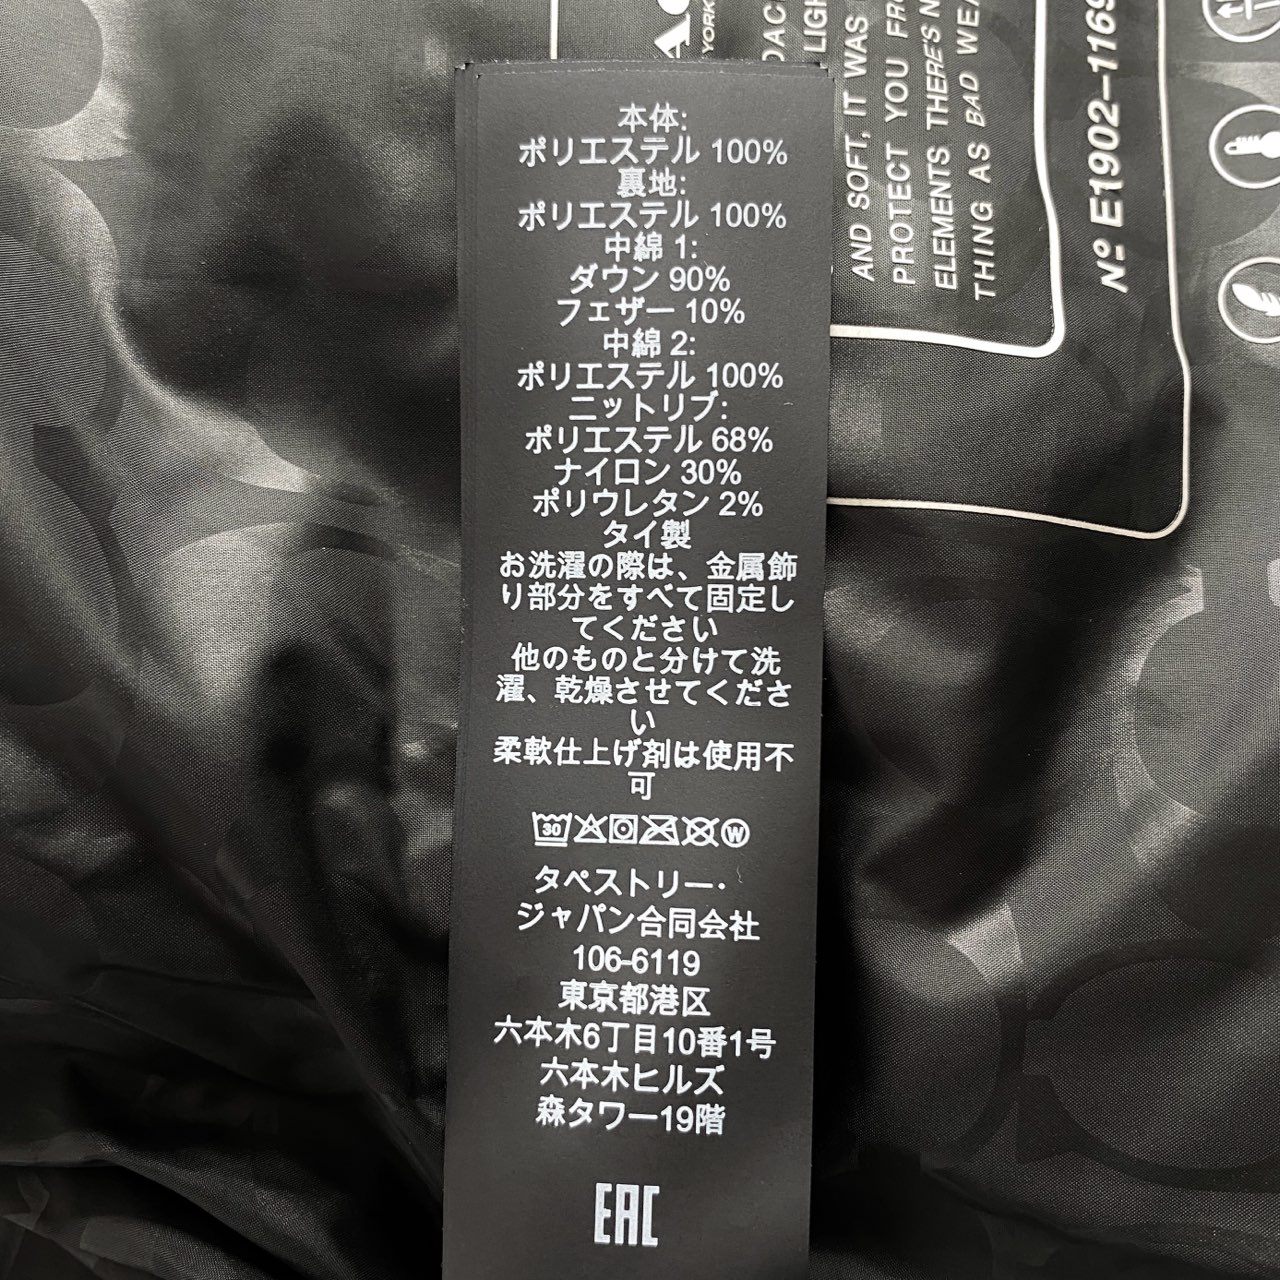 本体:
ポリエステル 100%
裏地:
ポリエステル 100%
中綿 1:
ダウン 90%
フェザー 10%
中綿 2:
ポリエステル 100%
ニットリブ:
ポリエステル 68%
ナイロン 30%
ポリウレタン 2%
タイ製
お洗濯の際は、金属飾
り部分をすべて固定し
てください
他のものと分けて洗
濯、乾燥させてくださ
い
柔軟仕上げ剤は使用不
可
30 W
タペストリー・
ジャパン合同会社
106-6119
東京都港区
六本木6丁目10番1号
六本木ヒルズ
森タワー19階
EAC
YORK
AND SOFT, IT WAS
PROTECT YOU
ELEMENTS THERE'S
THING AS BAD
Nº E1902–1169